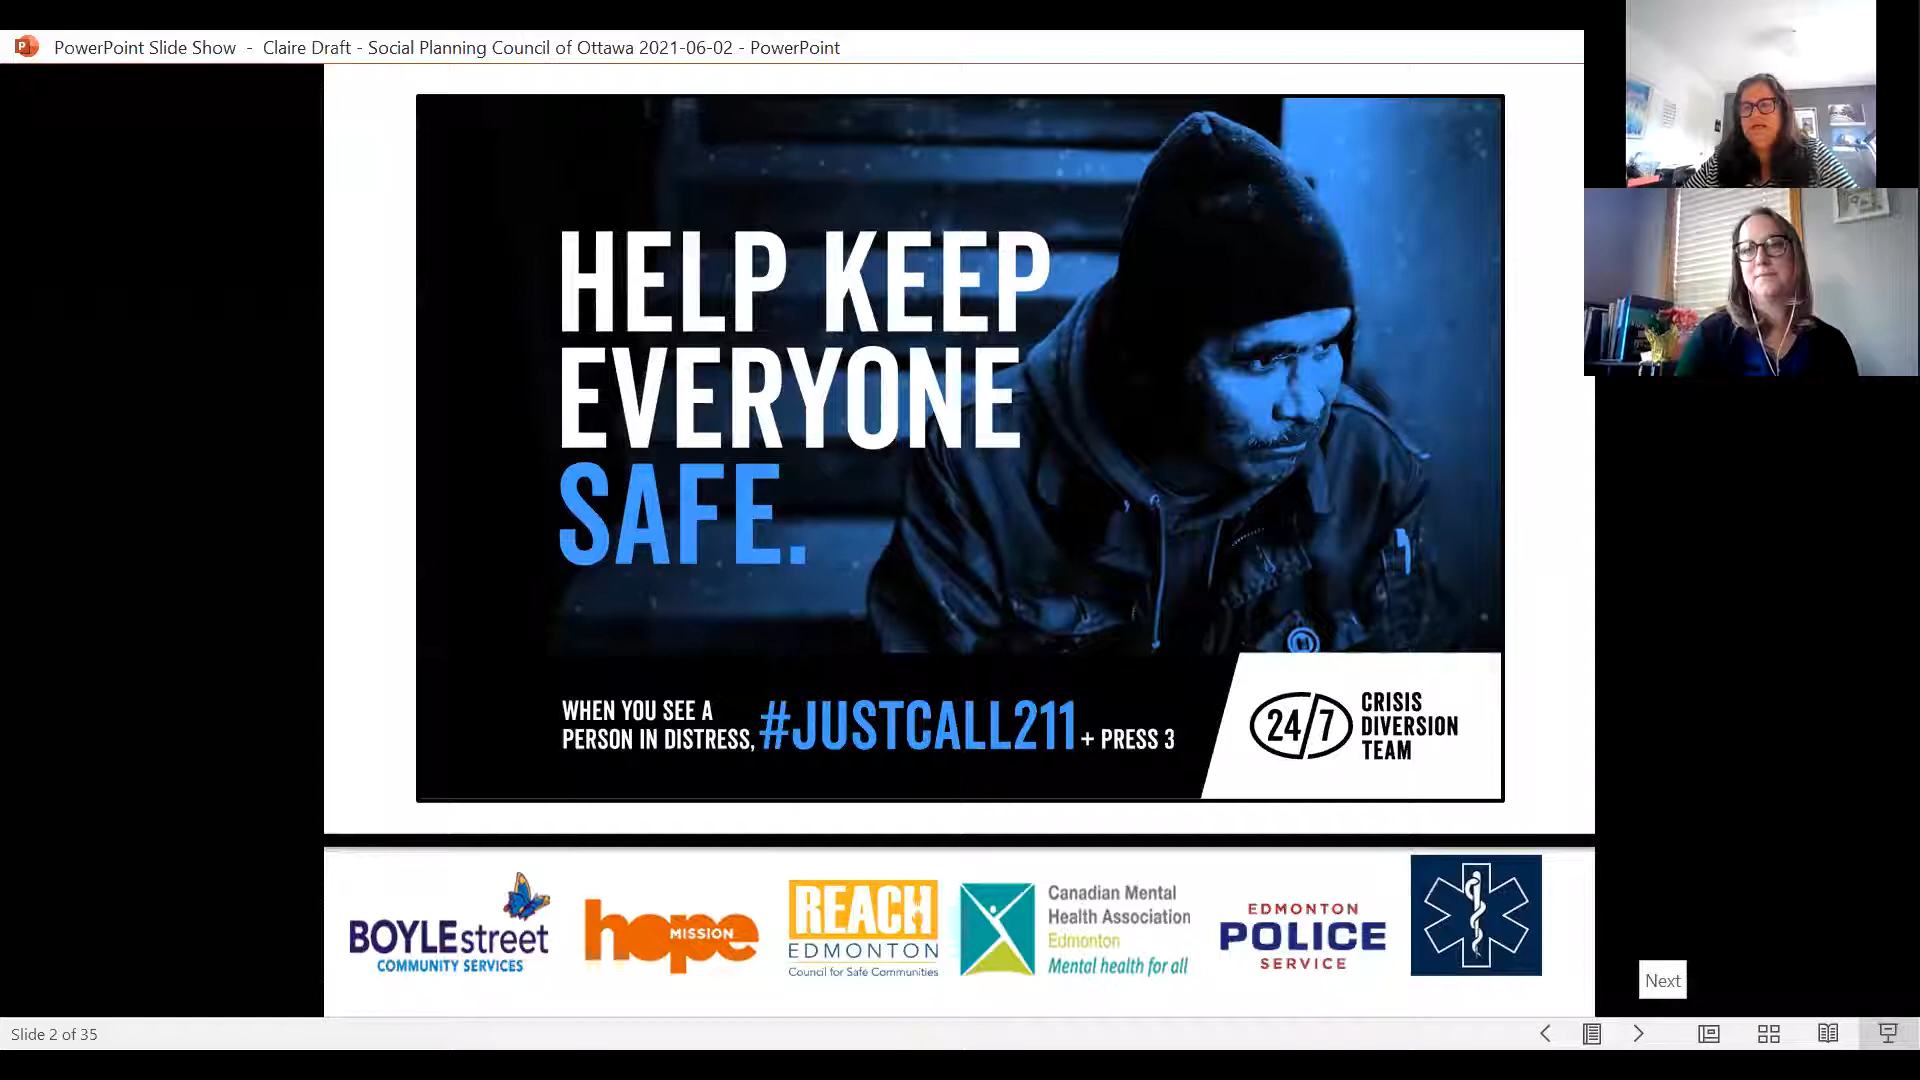 PowerPoint Slide Show - Claire Draft - Social Planning Council of Ottawa 2021-06-02 - PowerPoint
HELP KEEP
EVERYONE
SAFE.
WHEN YOU SEE A
PERSON IN DISTRESS, #JUSTCALL211 + PRESS 3
24/7
CRISIS
DIVERSION
TEAM
BOYLE street
COMMUNITY SERVICES
hope
MISSION
REACH
EDMONTON
Council for Safe Communities
Canadian Mental
Health Association
Edmonton
Mental health for all
EDMONTON
POLICE
SERVICE
Next
Slide 2 of 35